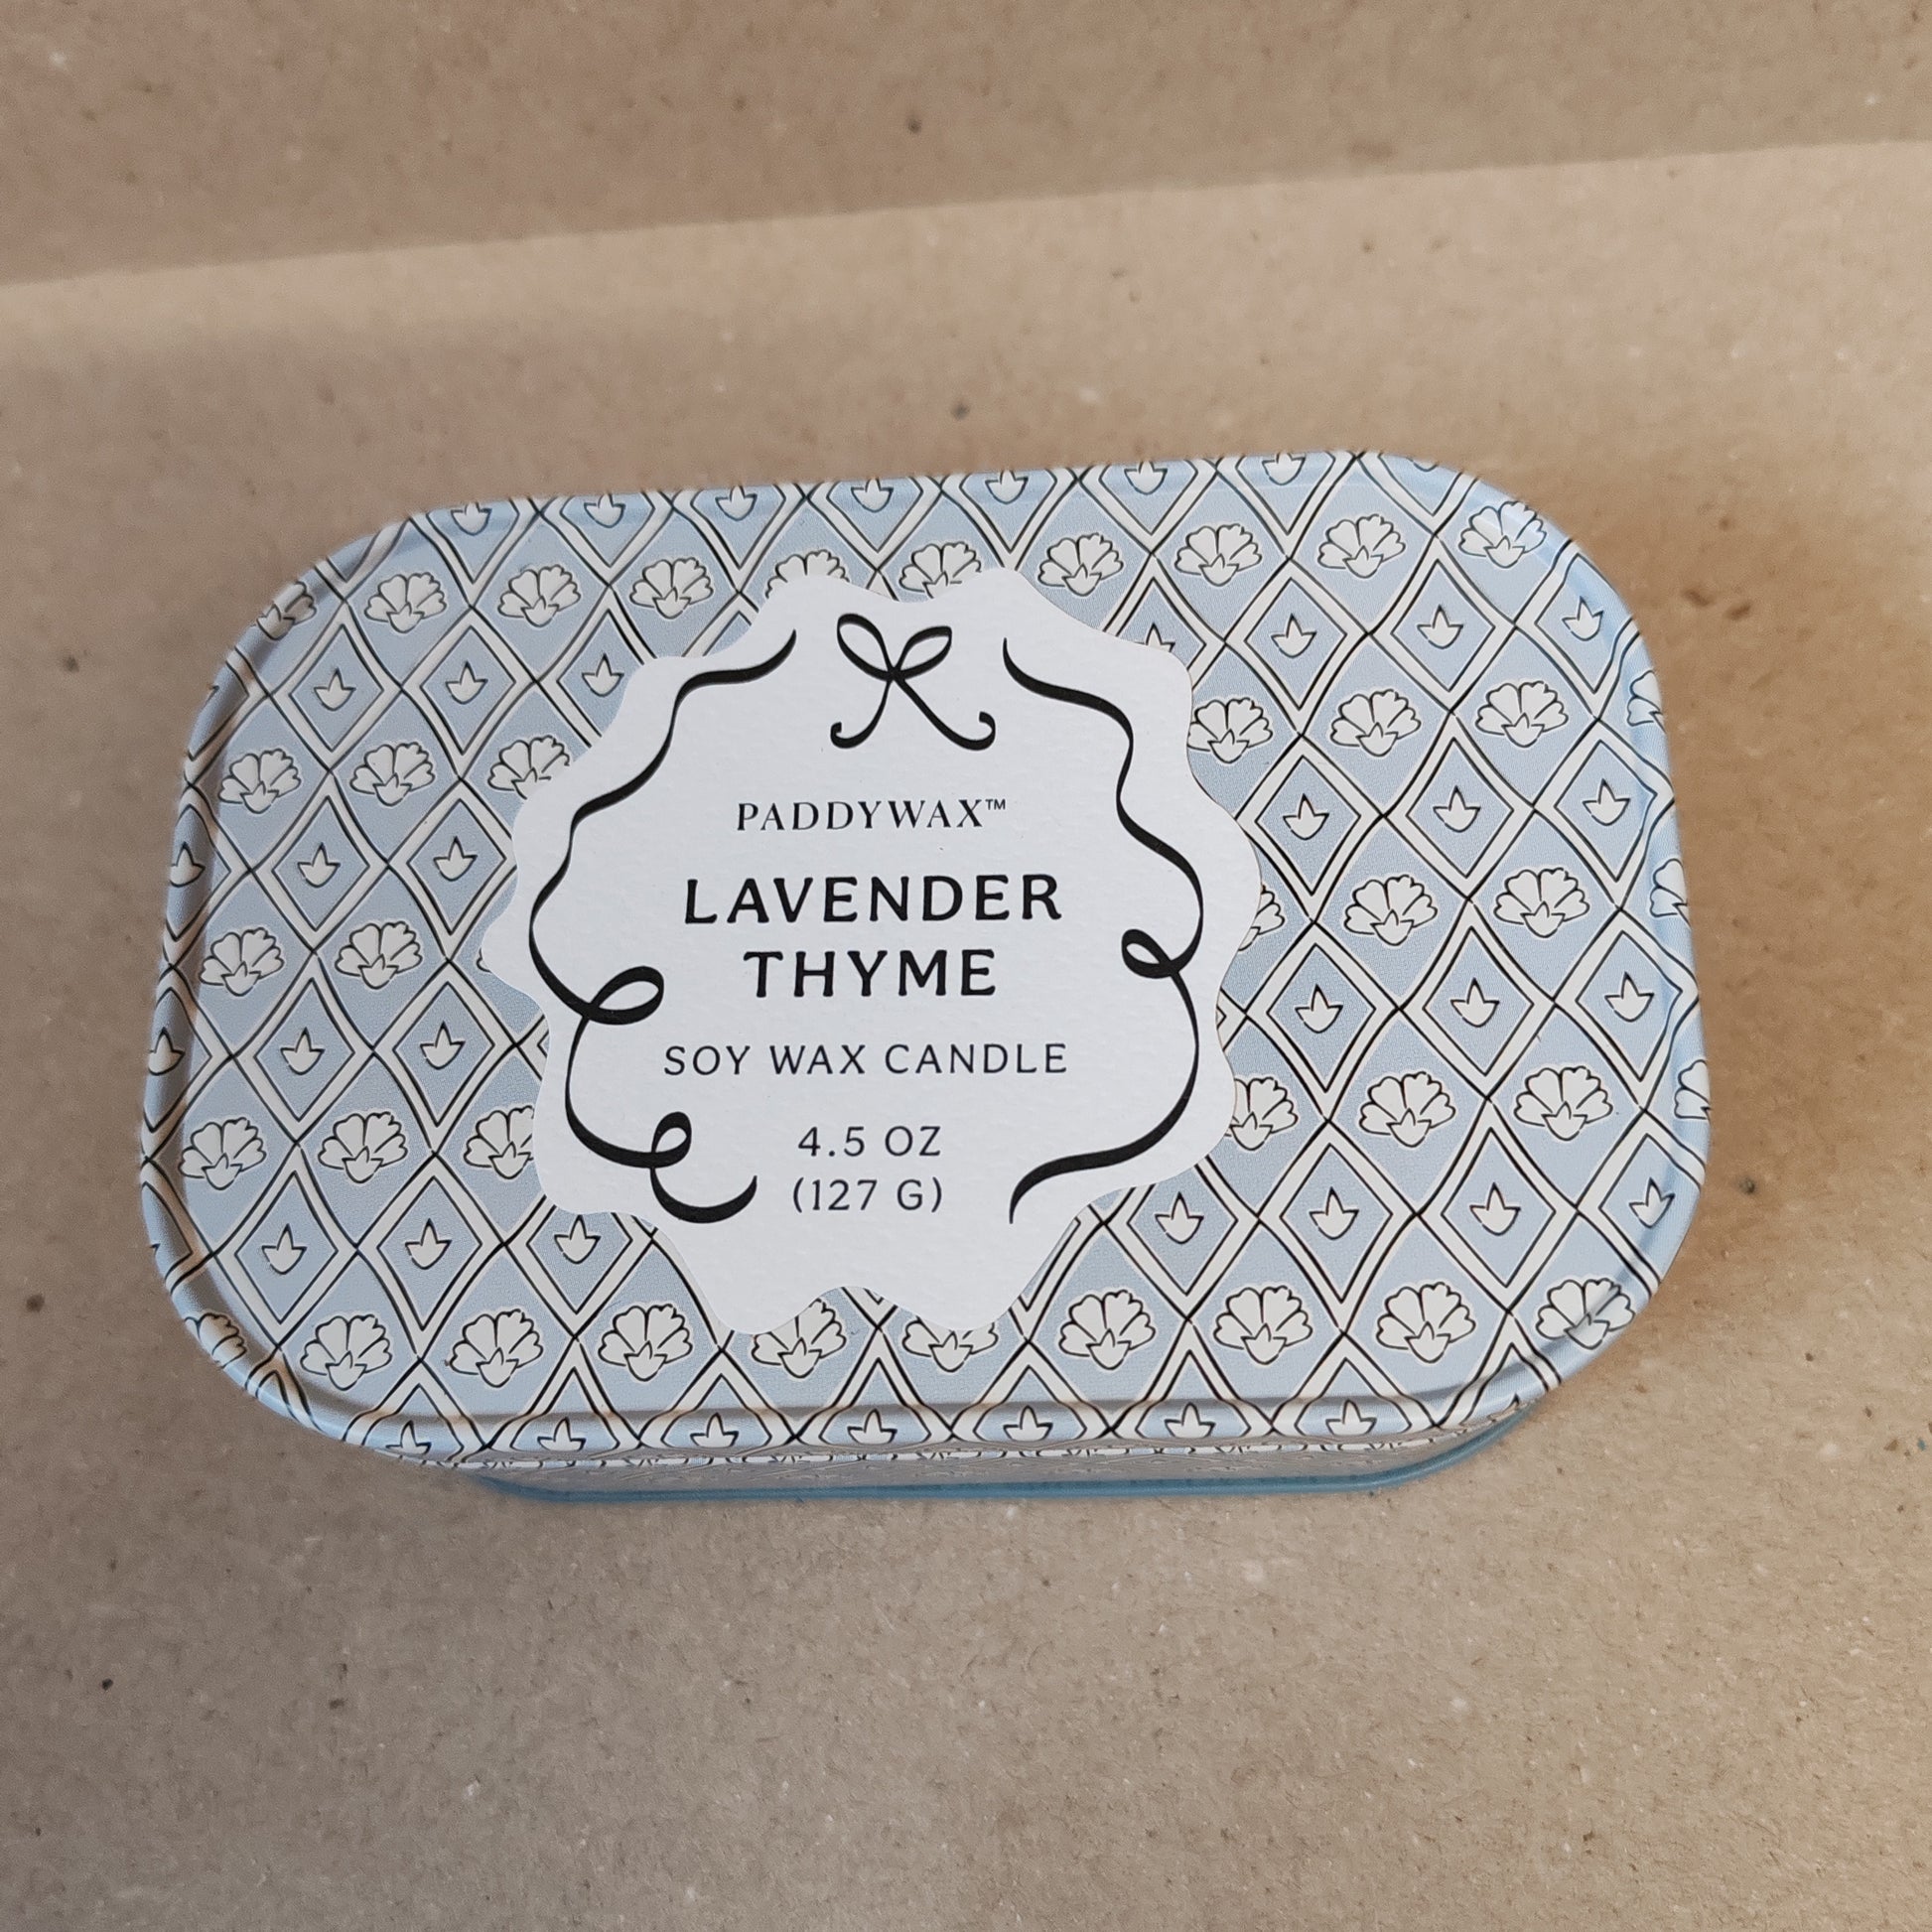 PADDYWAX™
LAVENDER
THYME
SOY WAX CANDLE
4.5 OZ
(127 G)